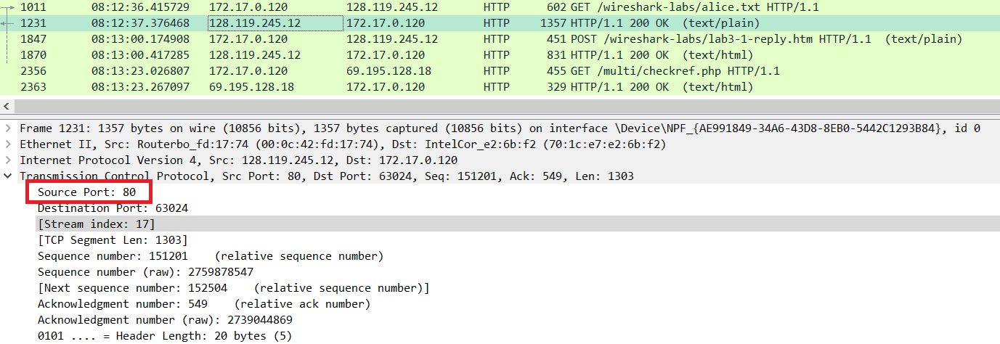 1011 08:12:36.415729 172.17.0.120 128.119.245.12 HTTP 602 GET /wireshark-labs/alice.txt HTTP/1.1
1231 08:12:37.376468 128.119.245.12 172.17.0.120 HTTP 1357 HTTP/1.1 200 OK (text/plain)
1847 08:13:00.174908 172.17.0.120 128.119.245.12 HTTP 451 POST /wireshark-labs/lab3-1-reply.htm HTTP/1.1 (text/plain)
1870 08:13:00.417285 128.119.245.12 172.17.0.120 HTTP 831 HTTP/1.1 200 OK (text/html)
2356 08:13:23.026807 172.17.0.120 69.195.128.18 HTTP 455 GET /multi/checkref.php HTTP/1.1
2363 08:13:23.267097 69.195.128.18 172.17.0.120 HTTP 329 HTTP/1.1 200 OK (text/html)
Frame 1231: 1357 bytes on wire (10856 bits), 1357 bytes captured (10856 bits) on interface \Device\NPF_{AE991849-34A6-43D8-8EB0-5442C1293B84}, id 0
Ethernet II, Src: Routerbo_fd:17:74 (00:0c:42:fd:17:74), Dst: IntelCor_e2:6b:f2 (70:1c:e7:e2:6b:f2)
Internet Protocol Version 4, Src: 128.119.245.12, Dst: 172.17.0.120
Transmission Control Protocol, Src Port: 80, Dst Port: 63024, Seq: 151201, Ack: 549, Len: 1303
Source Port: 80
Destination Port: 63024
[Stream index: 17]
[TCP Segment Len: 1303]
Sequence number: 151201 (relative sequence number)
Sequence number (raw): 2759878547
[Next sequence number: 152504 (relative sequence number)]
Acknowledgment number: 549 (relative ack number)
Acknowledgment number (raw): 2739044869
0101 .... = Header Length: 20 bytes (5)